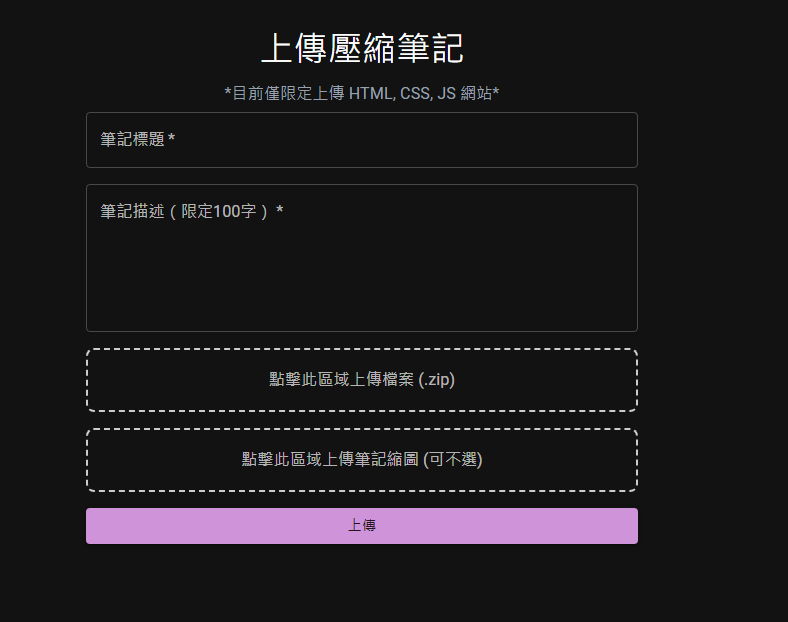 上傳壓縮筆記
*目前僅限定上傳 HTML, CSS, JS 網站*
筆記標題 *
筆記描述（限定100字） *
點擊此區域上傳檔案 (.zip)
點擊此區域上傳筆記縮圖 (可不選)
上傳